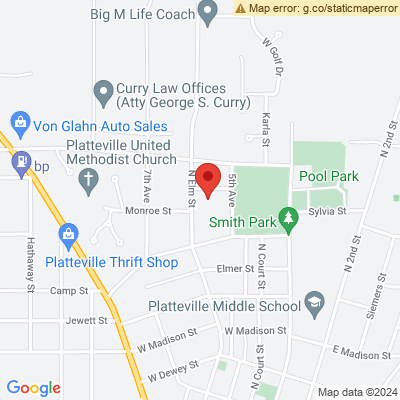 Map error: g.co/staticmaperror
Big M Life Coach
W Golf Dr
Curry Law Offices
(Atty George S. Curry)
Karla St
Von Glahn Auto Sales
N 2nd St
Platteville United
Methodist Church
bp
7th Ave
N Elm St
5th Ave
Pool Park
Monroe St
Smith Park
Sylvia St
Hathaway St
Platteville Thrift Shop
N Court St
N 2nd St
Elmer St
Camp St
Siemers St
Platteville Middle School
Jewett St
W Madison St
W Madison St
E Madison St
N Court St
W Dewey St
Google
Map data ©2024